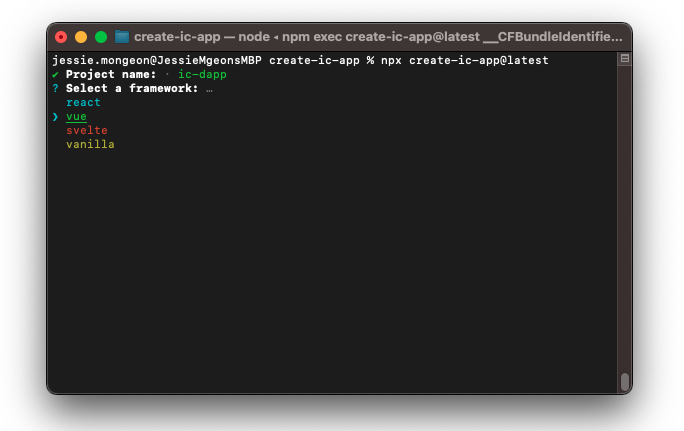 create-ic-app — node ◂ npm exec create-ic-app@latest __CFBundleIdentifie...
jessie.mongeon@JessieMgeonsMBP create-ic-app % npx create-ic-app@latest
✔ Project name: · ic-dapp
? Select a framework: …
react
❯ vue
svelte
vanilla